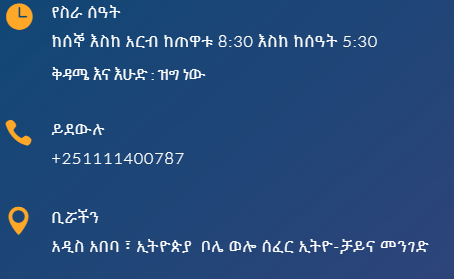 የስራ ሰዓት
ከሰኞ እስከ አርብ ከጠዋቱ 8:30 እስከ ከሰዓት 5:30
ቅዳሜ እና እሁድ : ዝግ ነው
ይደውሉ
+251111400787
ቢሯችን
አዲስ አበባ ፣ ኢትዮጵያ ቦሌ ወሎ ሰፈር ኢትዮ-ቻይና መንገድ